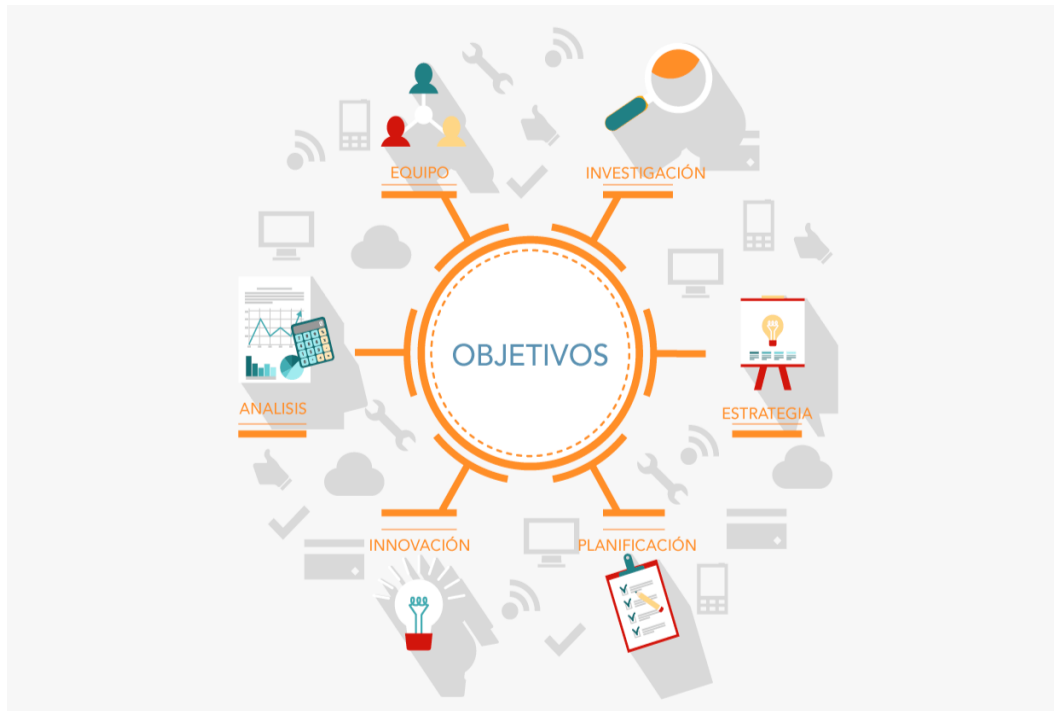 EQUIPO
INVESTIGACIÓN
OBJETIVOS
ANALISIS
ESTRATEGIA
INNOVACIÓN
PLANIFICACIÓN